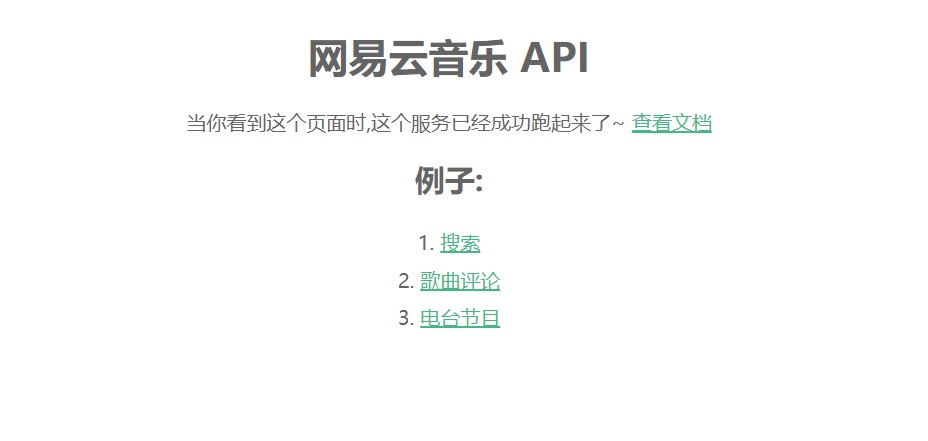 网易云音乐 API
当你看到这个页面时,这个服务已经成功跑起来了~ 查看文档
例子:
1. 搜索
2. 歌曲评论
3. 电台节目